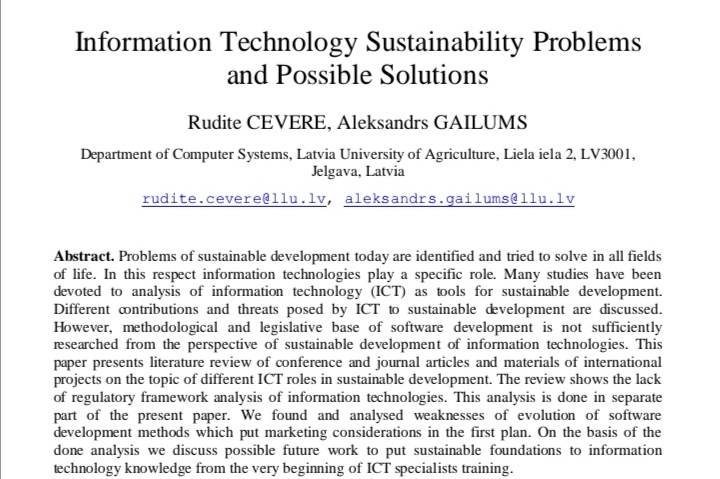 Information Technology Sustainability Problems
and Possible Solutions
Rudite CEVERE, Aleksandrs GAILUMS
Department of Computer Systems, Latvia University of Agriculture, Liela iela 2, LV3001,
Jelgava, Latvia
rudite.cevere@llu.lv, aleksandrs.gailums@llu.lv
Abstract. Problems of sustainable development today are identified and tried to solve in all fields
of life. In this respect information technologies play a specific role. Many studies have been
devoted to analysis of information technology (ICT) as tools for sustainable development.
Different contributions and threats posed by ICT to sustainable development are discussed.
However, methodological and legislative base of software development is not sufficiently
researched from the perspective of sustainable development of information technologies. This
paper presents literature review of conference and journal articles and materials of international
projects on the topic of different ICT roles in sustainable development. The review shows the lack
of regulatory framework analysis of information technologies. This analysis is done in separate
part of the present paper. We found and analysed weaknesses of evolution of software
development methods which put marketing considerations in the first plan. On the basis of the
done analysis we discuss possible future work to put sustainable foundations to information
technology knowledge from the very beginning of ICT specialists training.